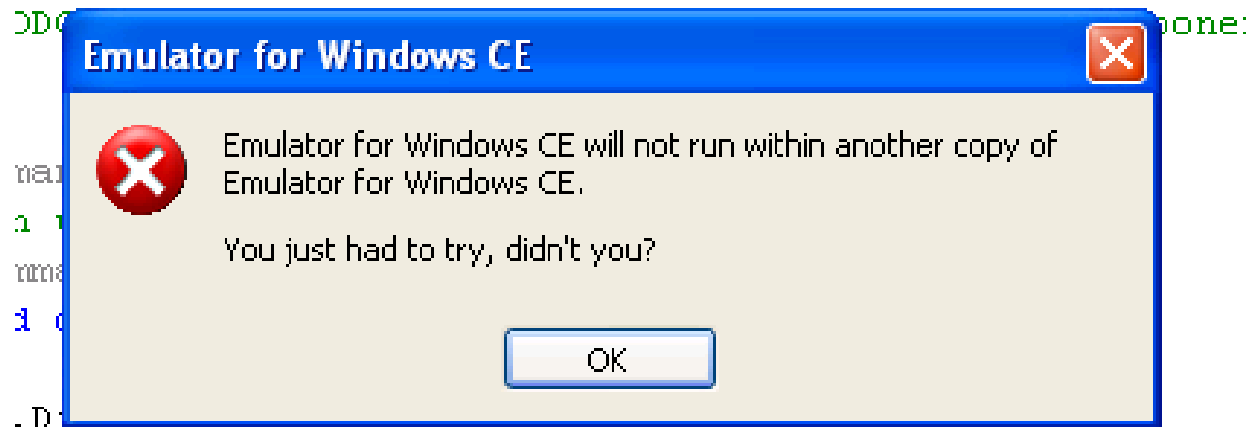 Emulator for Windows CE
Emulator for Windows CE will not run within another copy of
Emulator for Windows CE.
You just had to try, didn't you?
OK